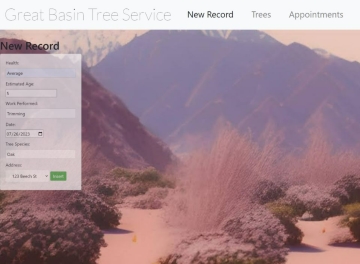 Great Basin Tree Service New Record Trees Appointments
New Record
Health:
Average
Estimated Age:
Work Performed:
Trimming
Date:
07/26/2023
Tree Species:
Oak
Address:
123 Beech St Insert